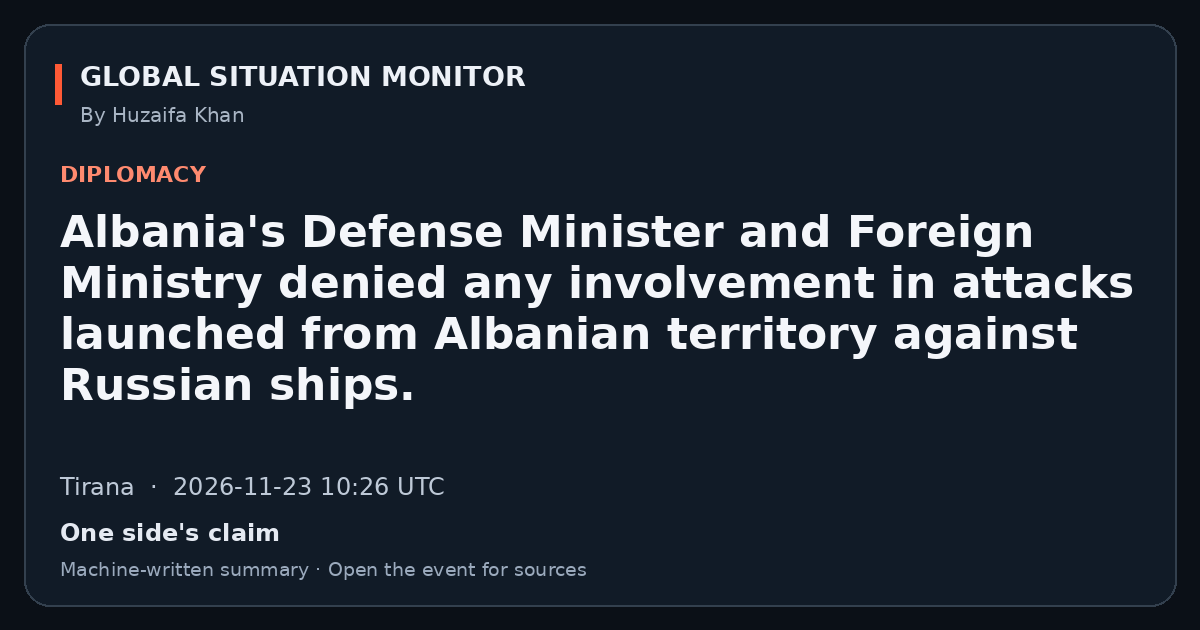 GLOBAL SITUATION MONITOR
By Huzaifa Khan
DIPLOMACY
Albania's Defense Minister and Foreign
Ministry denied any involvement in attacks
launched from Albanian territory against
Russian ships.
Tirana · 2026-11-23 10:26 UTC
One side's claim
Machine-written summary · Open the event for sources